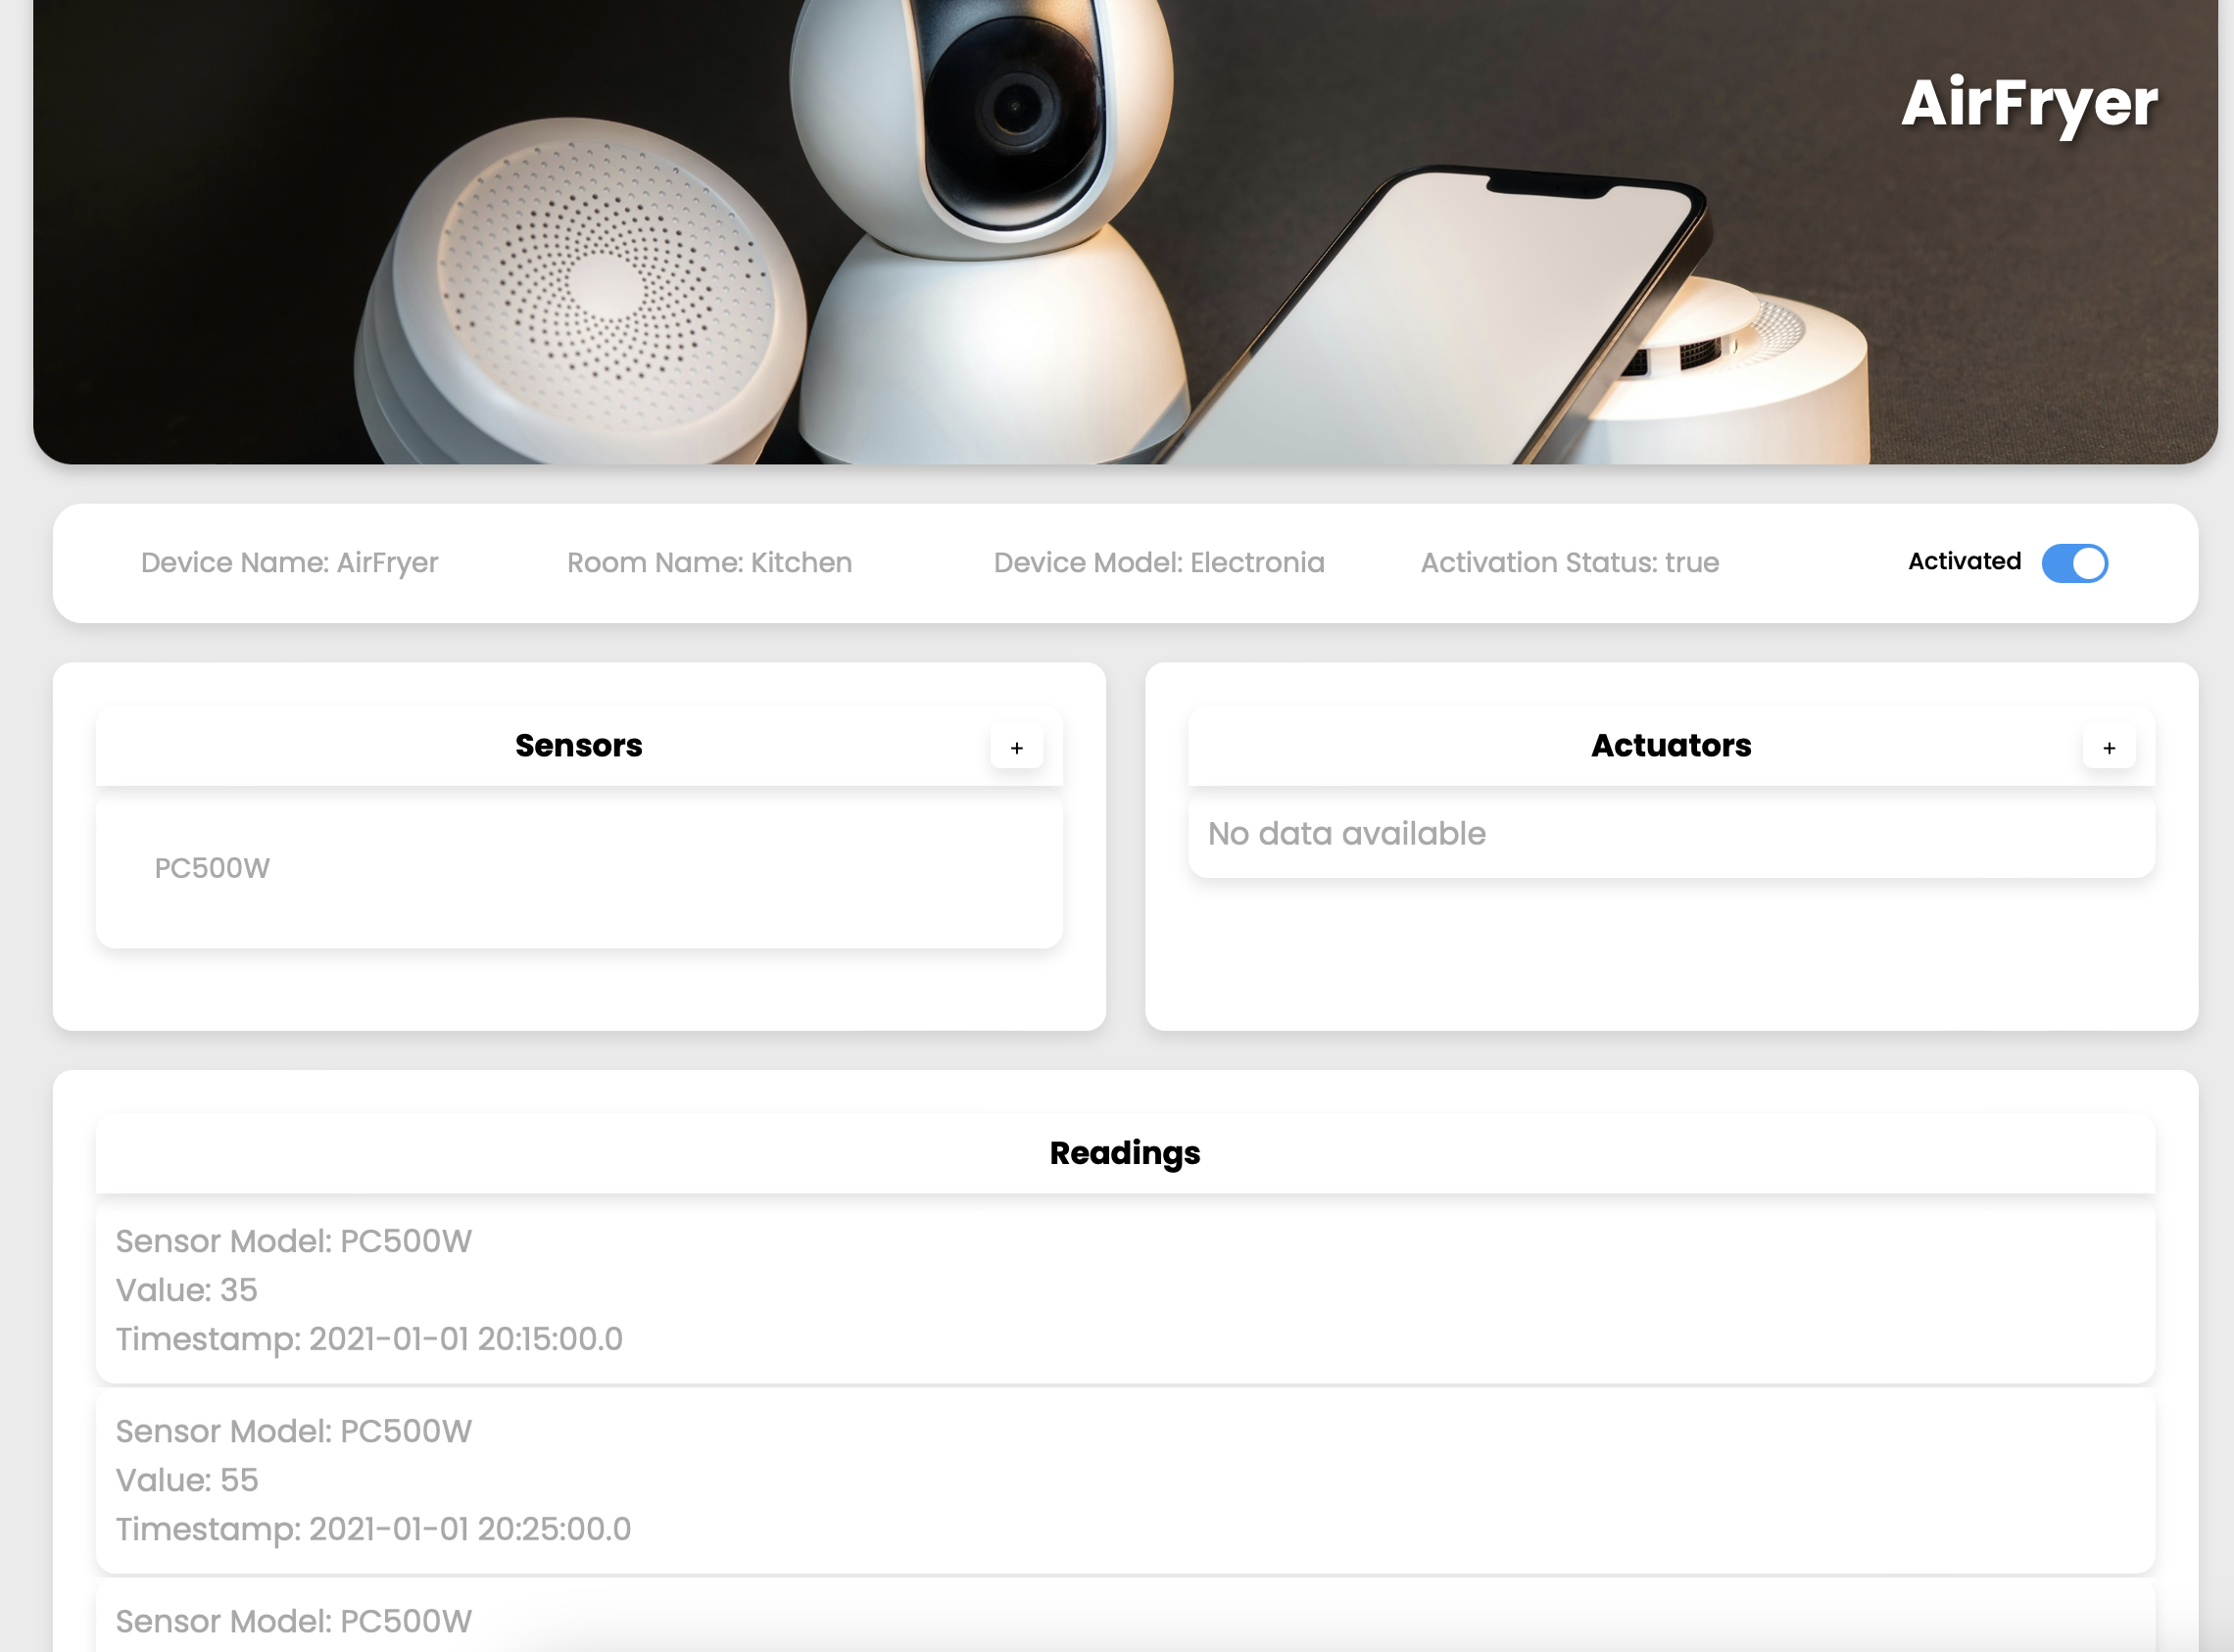 AirFryer
Device Name: AirFryer
Room Name: Kitchen
Device Model: Electronia
Activation Status: true
Activated
Sensors
+
PC500W
Actuators
+
No data available
Readings
Sensor Model: PC500W
Value: 35
Timestamp: 2021-01-01 20:15:00.0
Sensor Model: PC500W
Value: 55
Timestamp: 2021-01-01 20:25:00.0
Sensor Model: PC500W